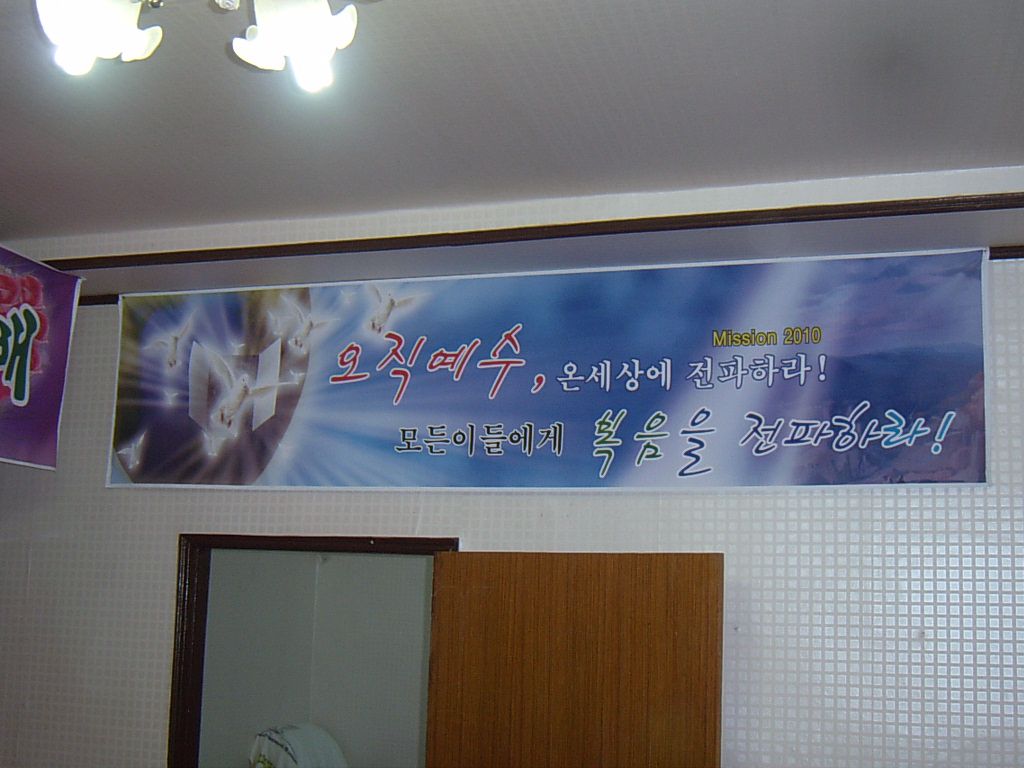 Mission 2010
오직예수, 온세상에 전파하라!
모든이들에게 복음을 전파하라!